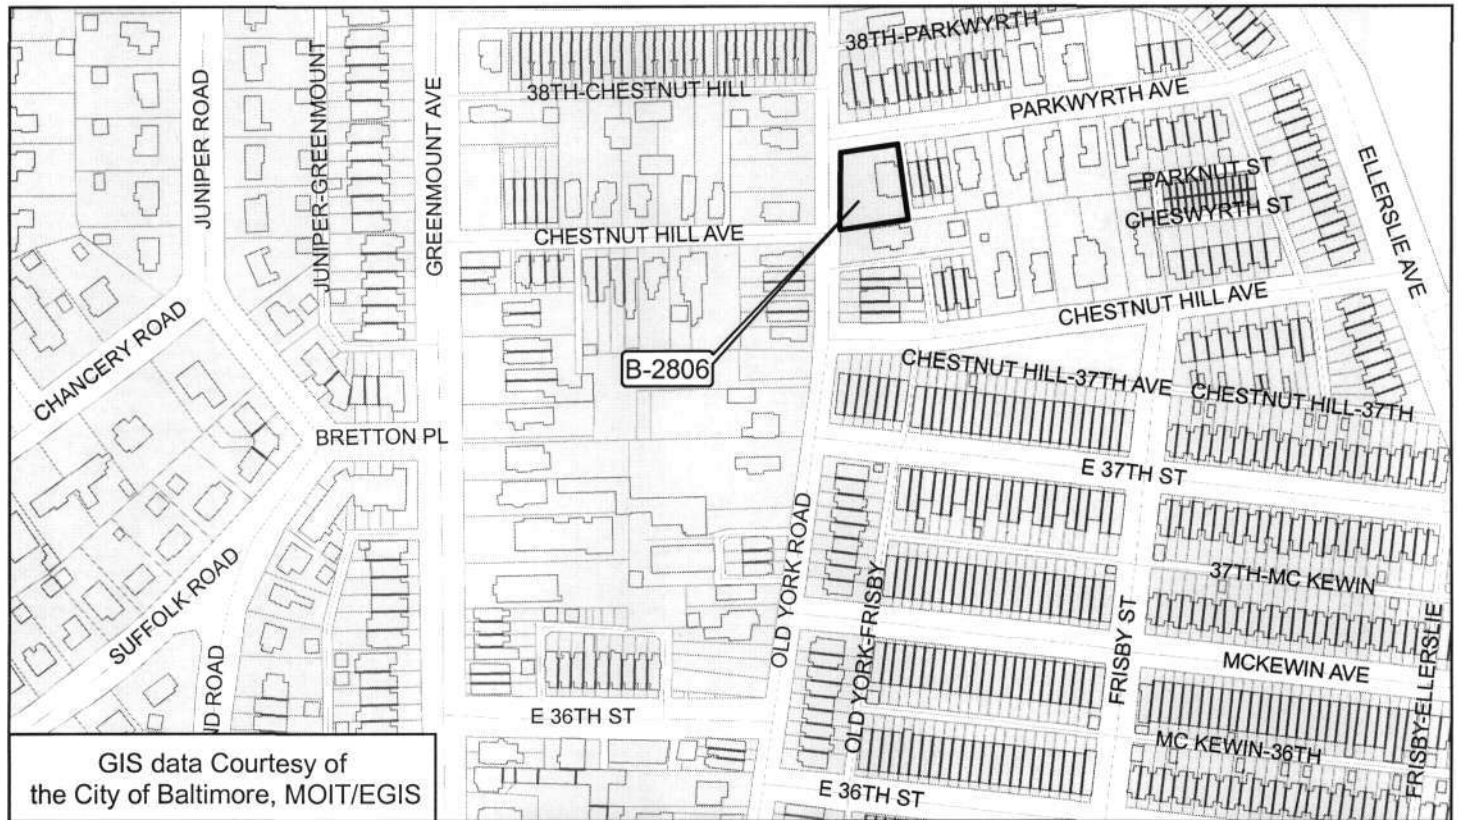 38TH-PARKWYRTH
JUNIPER ROAD
JUNIPER-GREENMOUNT
GREENMOUNT AVE
38TH-CHESTNUT HILL
PARKWYRTH AVE
ELLERSLIE AVE
PARKNUT ST
CHESWYRTH ST
CHESTNUT HILL AVE
CHESTNUT HILL AVE
CHANCERY ROAD
B-2806
CHESTNUT HILL-37TH AVE
CHESTNUT HILL-37TH
BRETTON PL
E 37TH ST
OLD YORK ROAD
37TH-MC KEWIN
SUFFOLK ROAD
OLD YORK-FRISBY
FRISBY ST
FRISBY-ELLERSLIE
MCKEWIN AVE
ND ROAD
E 36TH ST
MC KEWIN-36TH
E 36TH ST
GIS data Courtesy of
the City of Baltimore, MOIT/EGIS